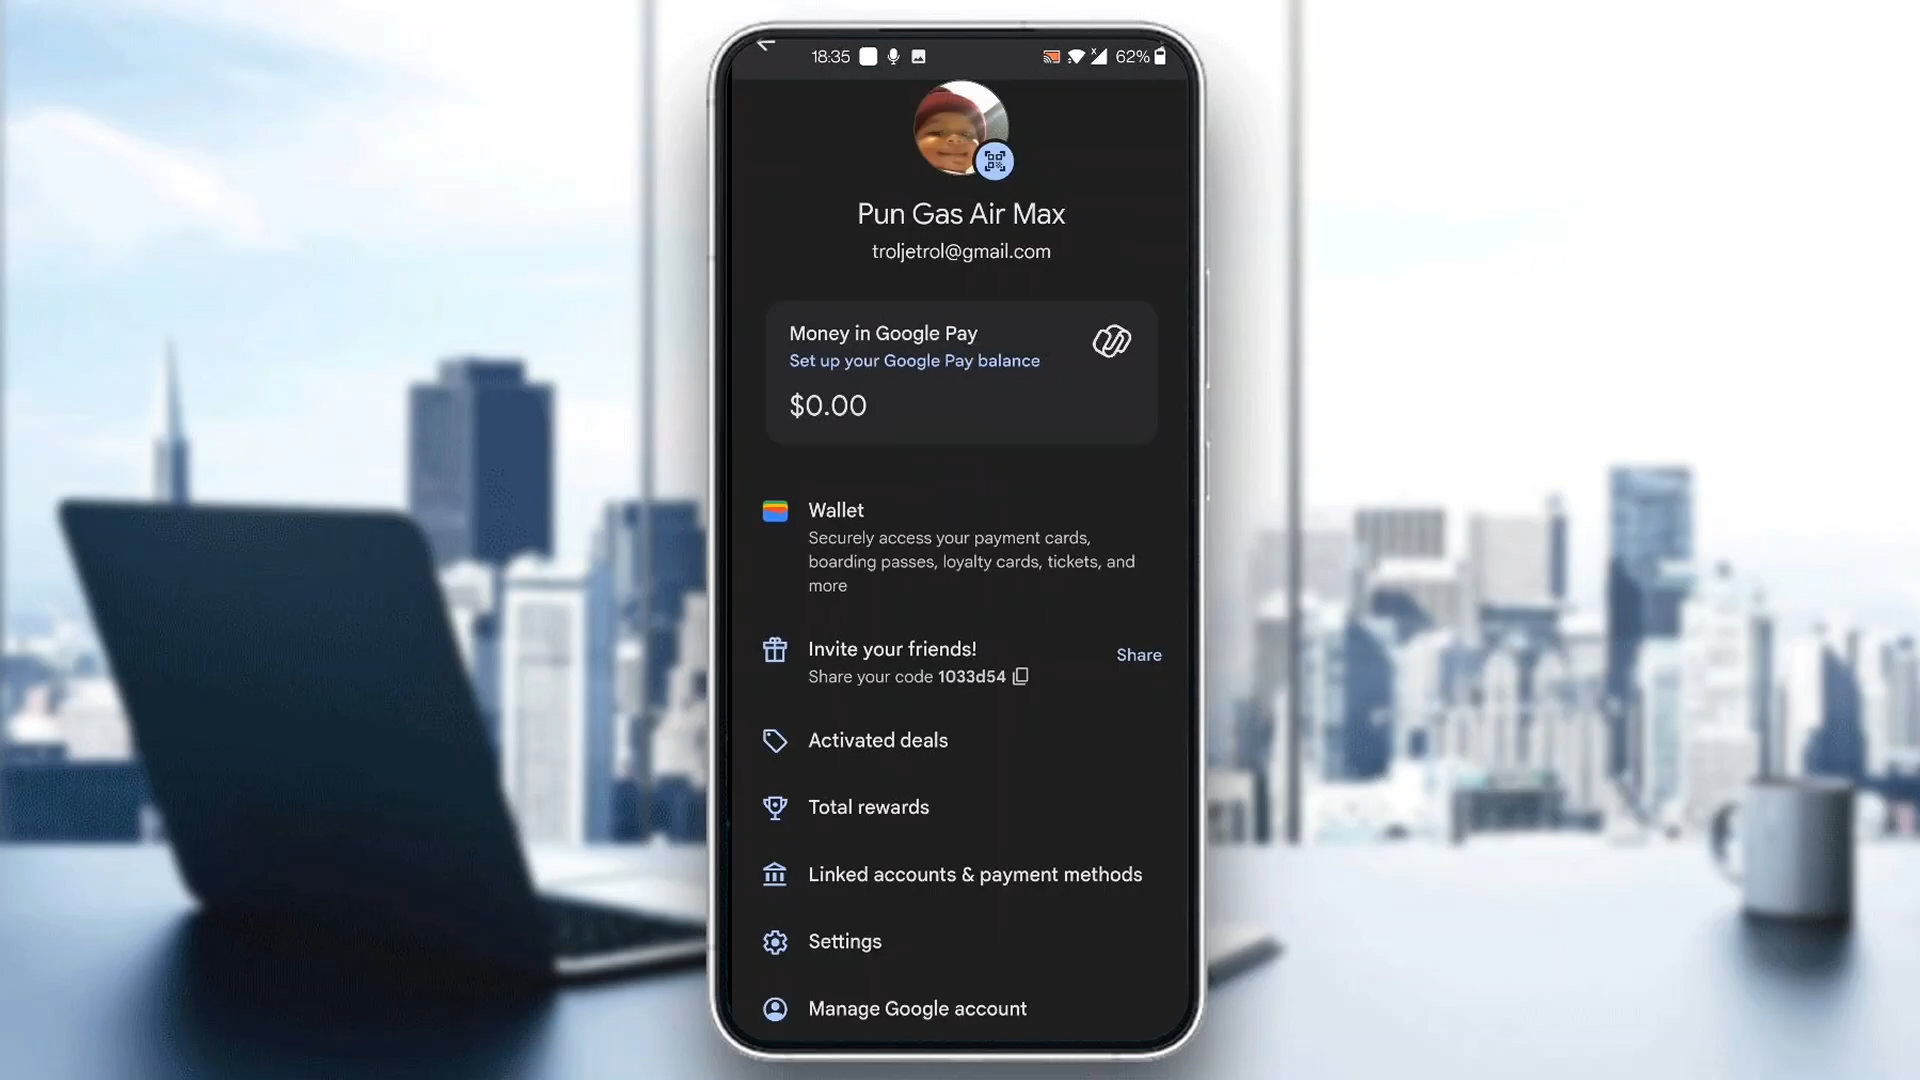 18:35
62%
Pun Gas Air Max
troljetrol@gmail.com
Money in Google Pay
Set up your Google Pay balance
$0.00
Wallet
Securely access your payment cards,
boarding passes, loyalty cards, tickets, and
more
Invite your friends!
Share your code 1033d54
Share
Activated deals
Total rewards
Linked accounts & payment methods
Settings
Manage Google account